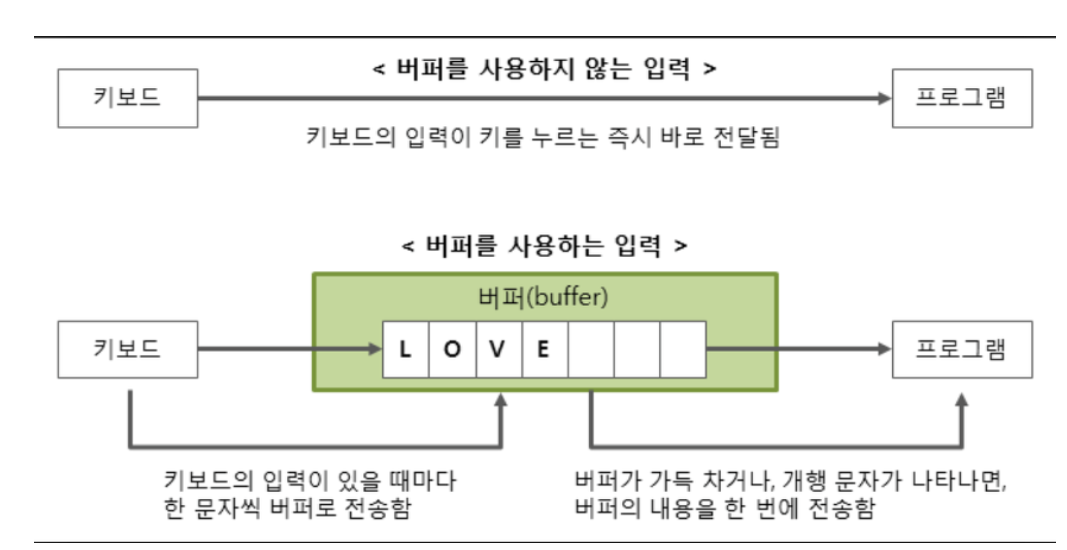 < 버퍼를 사용하지 않는 입력 >
키보드
프로그램
키보드의 입력이 키를 누르는 즉시 바로 전달됨
< 버퍼를 사용하는 입력 >
버퍼(buffer)
키보드
L O V E
프로그램
키보드의 입력이 있을 때마다
한 문자씩 버퍼로 전송함
버퍼가 가득 차거나, 개행 문자가 나타나면,
버퍼의 내용을 한 번에 전송함